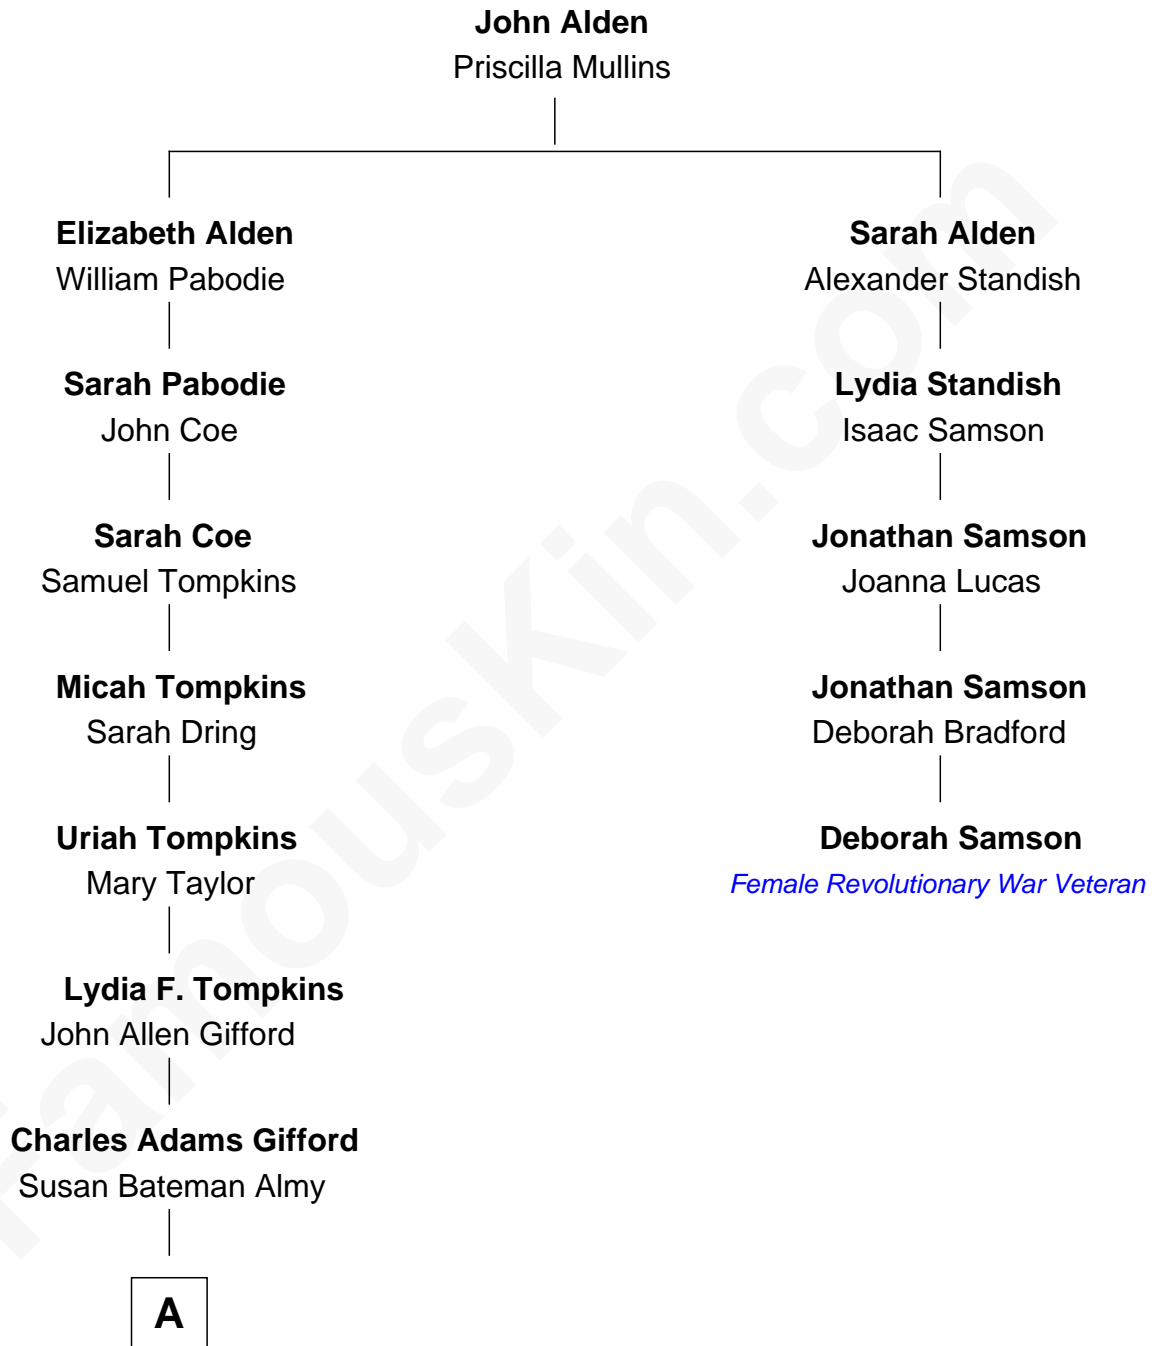 John Alden
Priscilla Mullins
Elizabeth Alden
William Pabodie
Sarah Pabodie
John Coe
Sarah Coe
Samuel Tompkins
Micah Tompkins
Sarah Dring
Uriah Tompkins
Mary Taylor
Lydia F. Tompkins
John Allen Gifford
Charles Adams Gifford
Susan Bateman Almy
A
Sarah Alden
Alexander Standish
Lydia Standish
Isaac Samson
Jonathan Samson
Joanna Lucas
Jonathan Samson
Deborah Bradford
Deborah Samson
Female Revolutionary War Veteran
FamousKin.com